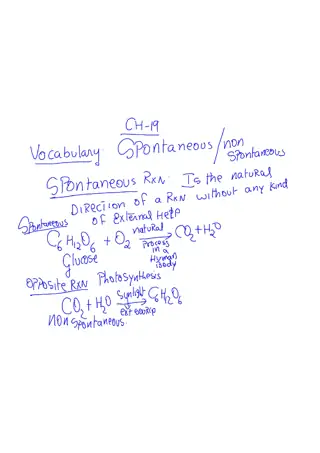 CH-19
Vocabulary: Spontaneous/non spontaneous
Spontaneous Rxn: Is the natural
Direction of a Rxn without any kind
of External Help
Spontaneous
C6H12O6 + O2 natural → CO2 + H2O
Glucose Process in a Human body
Opposite Rxn Photosynthesis
CO2 + H2O Sunlight → C6H12O6
non spontaneous.